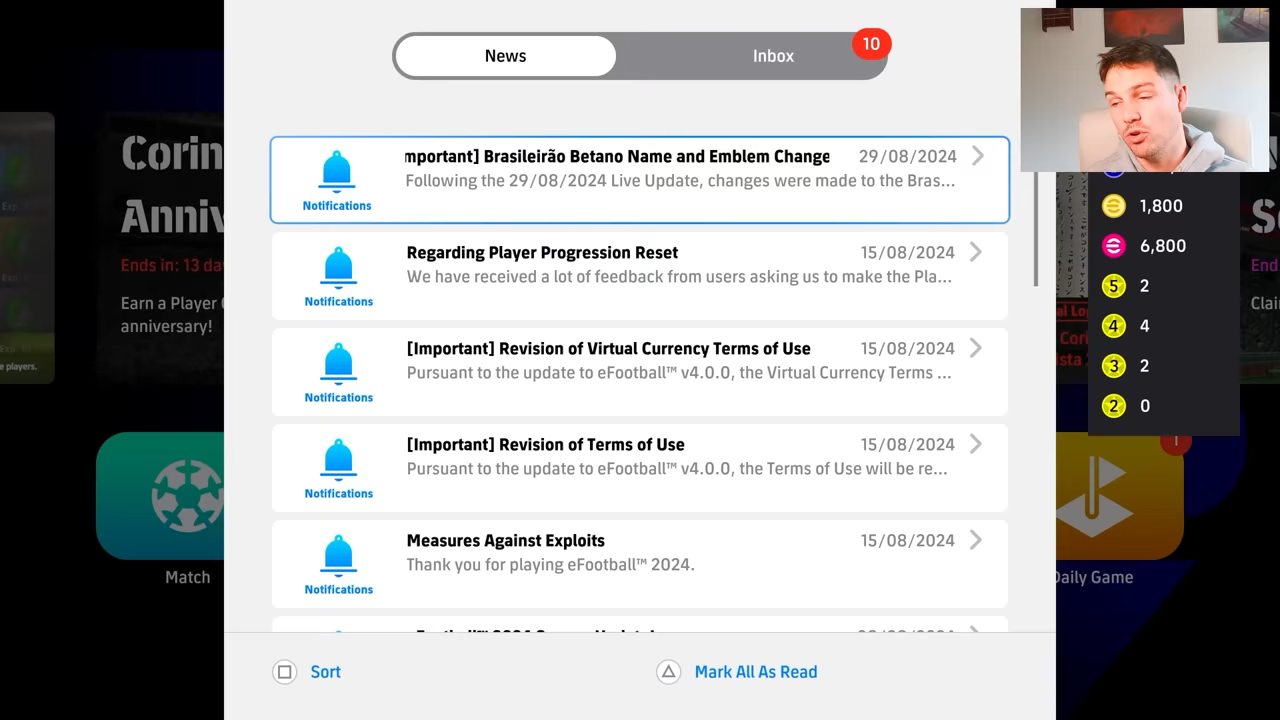 News
Inbox
10
mportant] Brasileirão Betano Name and Emblem Change
29/08/2024
Following the 29/08/2024 Live Update, changes were made to the Bras...
Notifications
Regarding Player Progression Reset
15/08/2024
We have received a lot of feedback from users asking us to make the Pla...
Notifications
[Important] Revision of Virtual Currency Terms of Use
15/08/2024
Pursuant to the update to eFootball™ v4.0.0, the Virtual Currency Terms ...
Notifications
[Important] Revision of Terms of Use
15/08/2024
Pursuant to the update to eFootball™ v4.0.0, the Terms of Use will be re...
Notifications
Measures Against Exploits
15/08/2024
Thank you for playing eFootball™ 2024.
Notifications
Sort
Mark All As Read
Corin
Anniv
Ends in: 13 da
Earn a Player
anniversary!
e players.
Match
1,800
6,800
5 2
4 4
3 2
2 0
End
Clai
Daily Game